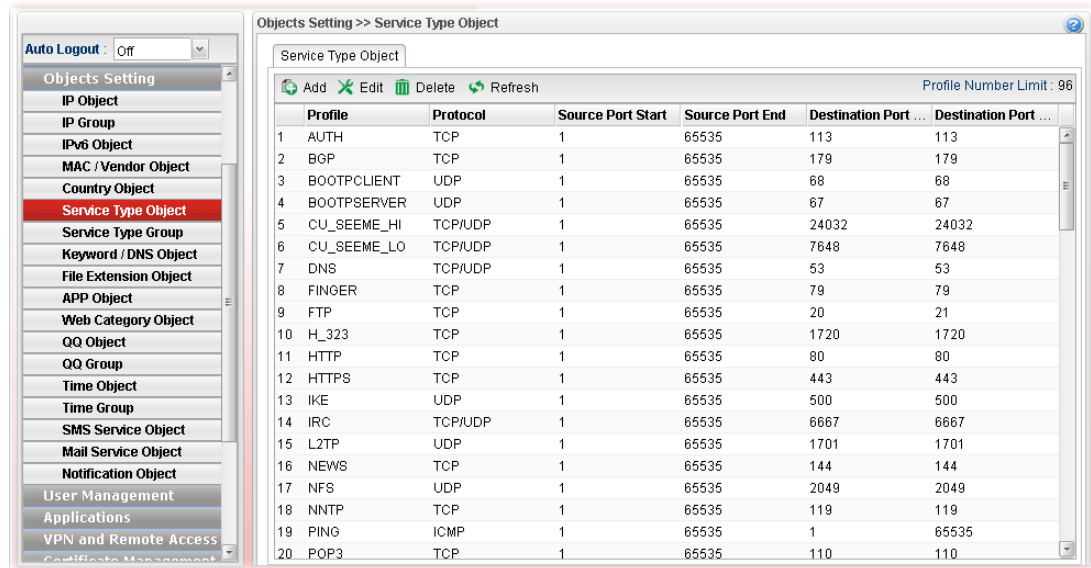 Auto Logout : Off
Objects Setting
IP Object
IP Group
IPv6 Object
MAC / Vendor Object
Country Object
Service Type Object
Service Type Group
Keyword / DNS Object
File Extension Object
APP Object
Web Category Object
QQ Object
QQ Group
Time Object
Time Group
SMS Service Object
Mail Service Object
Notification Object
User Management
Applications
VPN and Remote Access
Certificate Management
Objects Setting >> Service Type Object
?
Service Type Object
Add Edit Delete Refresh Profile Number Limit : 96
Profile Protocol Source Port Start Source Port End Destination Port ... Destination Port ...
1 AUTH TCP 1 65535 113 113
2 BGP TCP 1 65535 179 179
3 BOOTPCLIENT UDP 1 65535 68 68
4 BOOTPSERVER UDP 1 65535 67 67
5 CU_SEEME_HI TCP/UDP 1 65535 24032 24032
6 CU_SEEME_LO TCP/UDP 1 65535 7648 7648
7 DNS TCP/UDP 1 65535 53 53
8 FINGER TCP 1 65535 79 79
9 FTP TCP 1 65535 20 21
10 H_323 TCP 1 65535 1720 1720
11 HTTP TCP 1 65535 80 80
12 HTTPS TCP 1 65535 443 443
13 IKE UDP 1 65535 500 500
14 IRC TCP/UDP 1 65535 6667 6667
15 L2TP UDP 1 65535 1701 1701
16 NEWS TCP 1 65535 144 144
17 NFS UDP 1 65535 2049 2049
18 NNTP TCP 1 65535 119 119
19 PING ICMP 1 65535 1 65535
20 POP3 TCP 1 65535 110 110